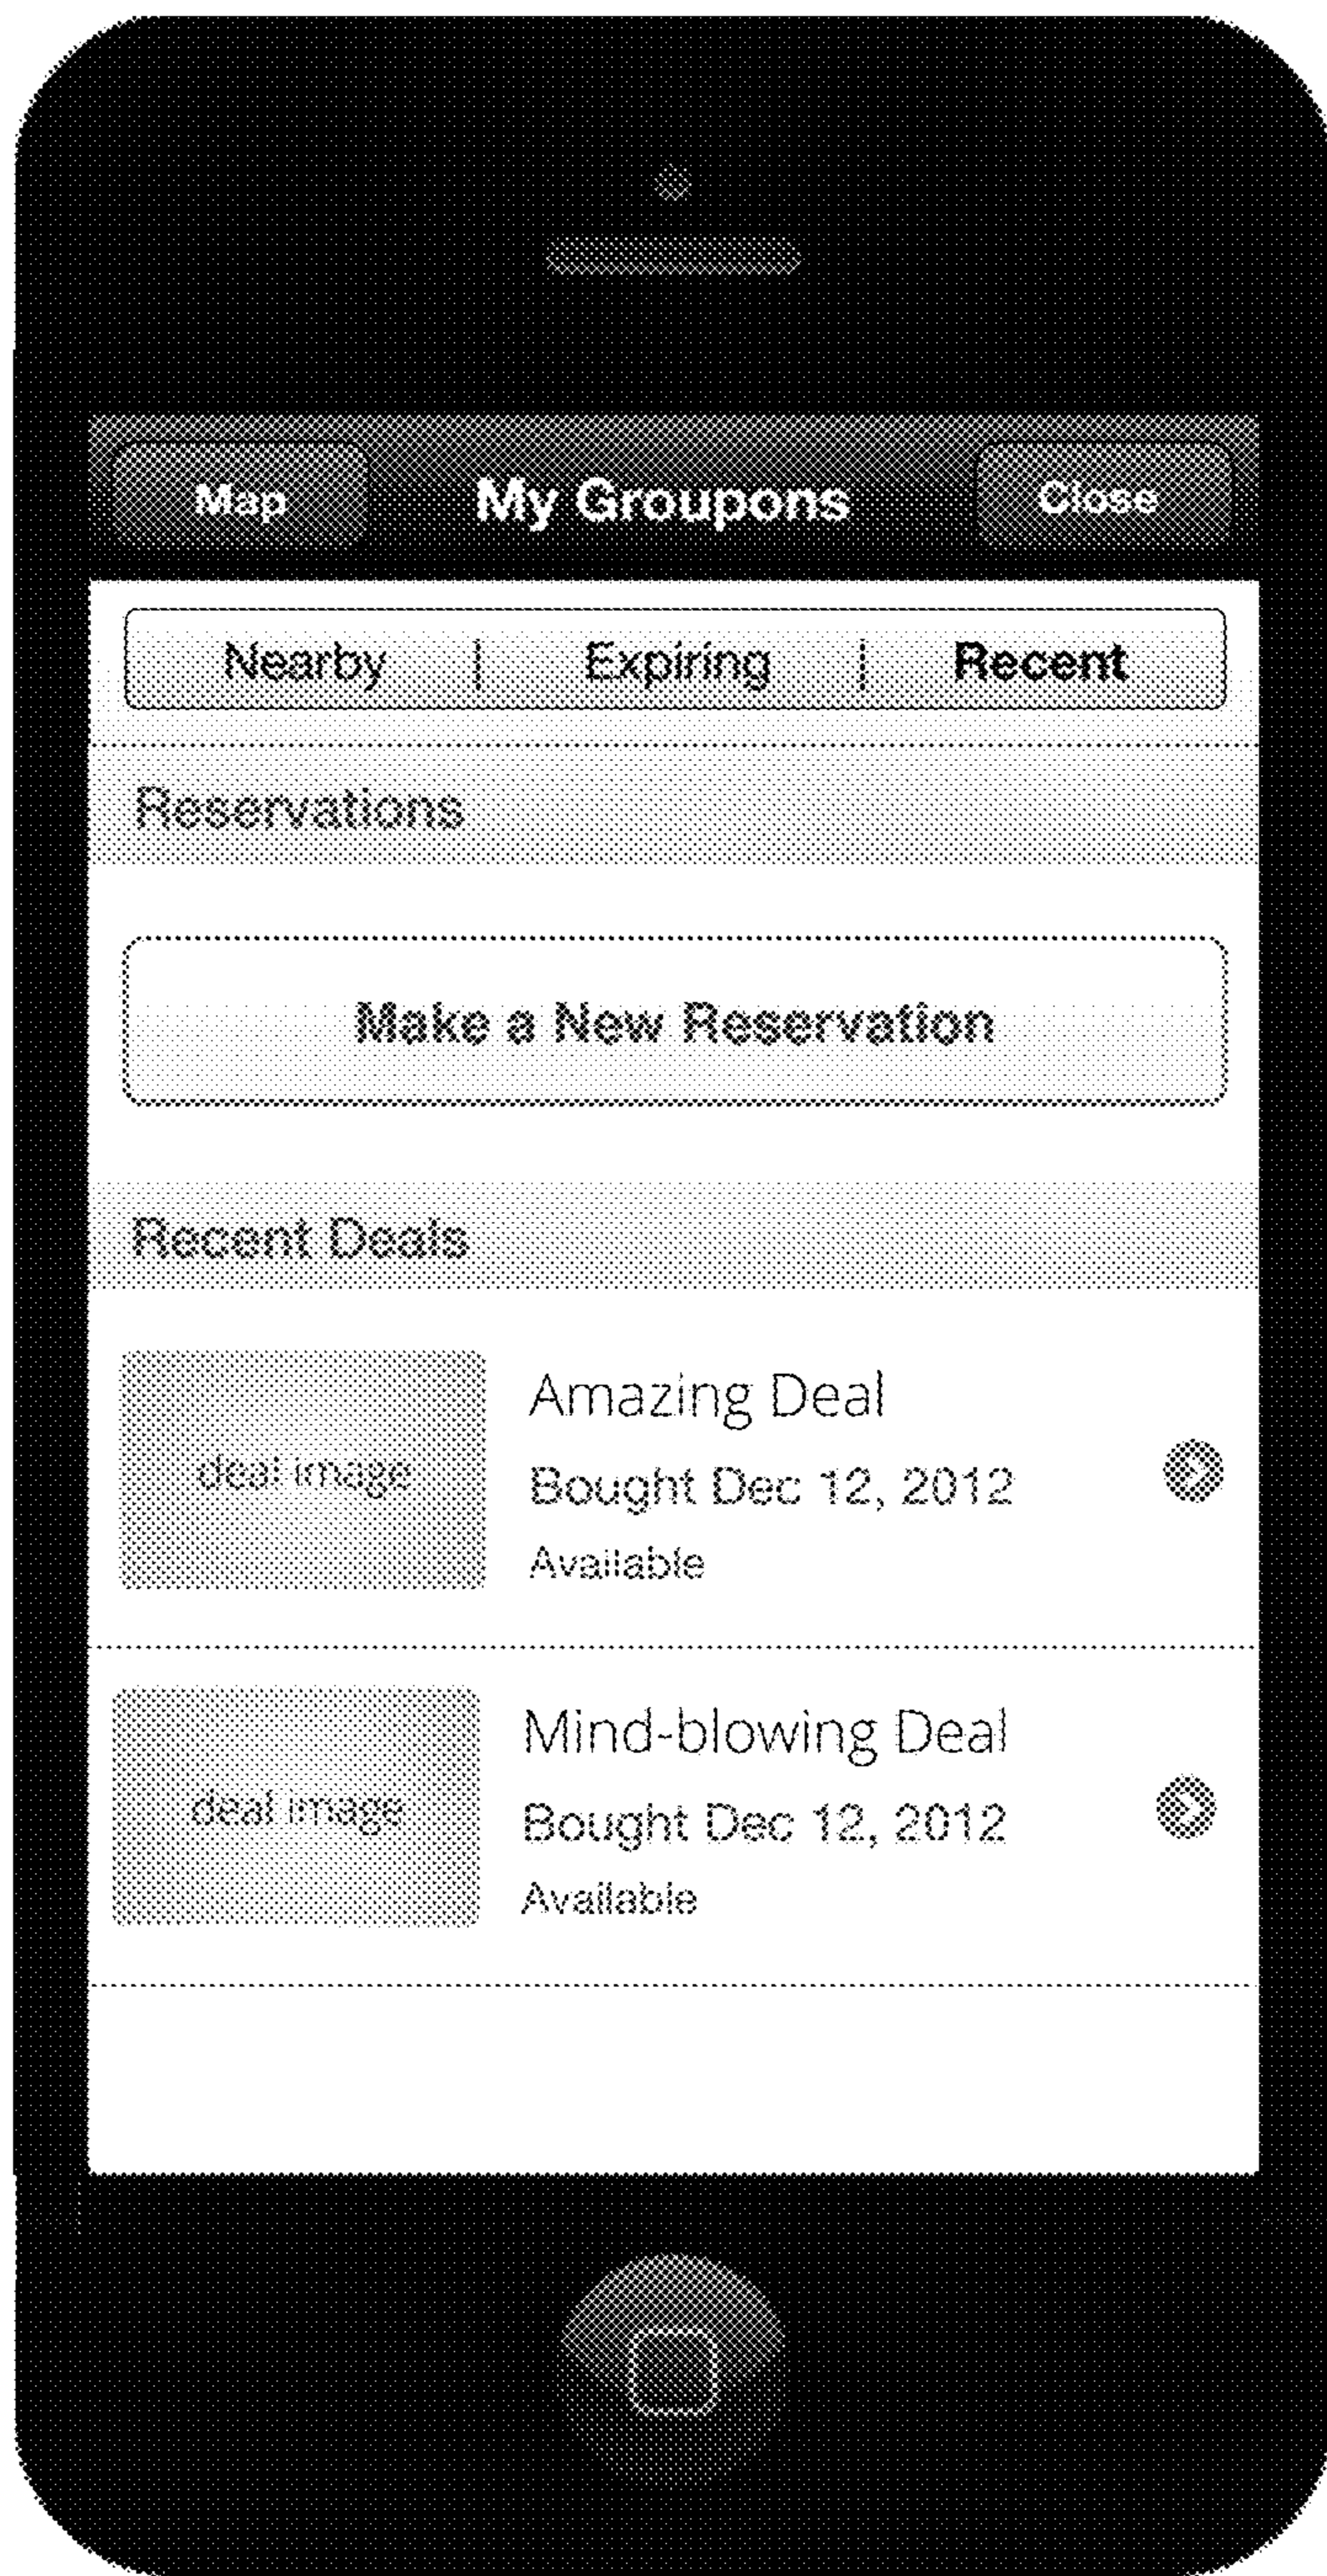 Map My Groupons Close
Nearby | Expiring | Recent
Reservations
Make a New Reservation
Recent Deals
deal image
Amazing Deal
Bought Dec 12, 2012
Available
deal image
Mind-blowing Deal
Bought Dec 12, 2012
Available